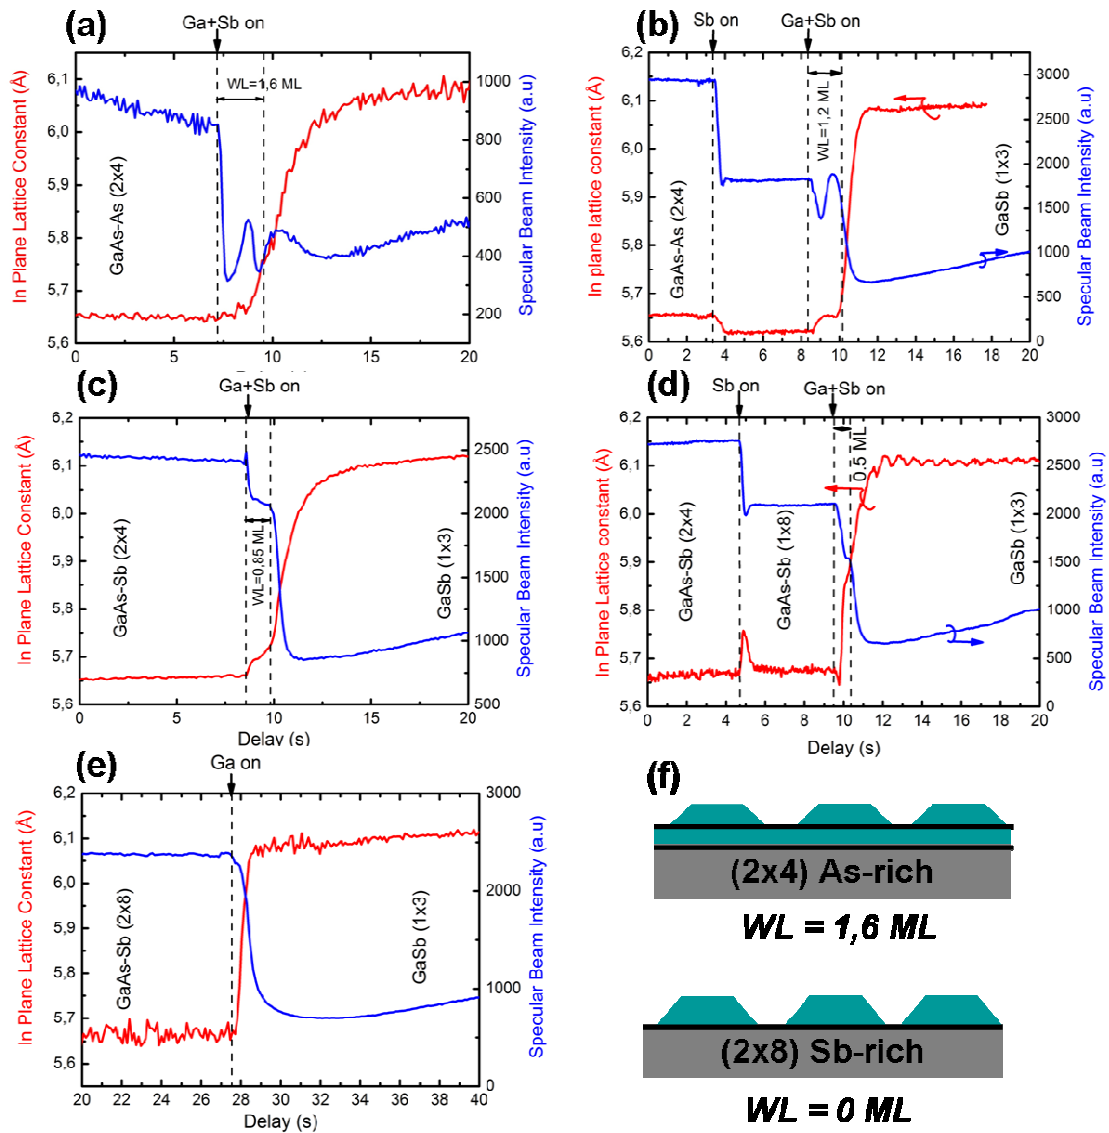 (a)
Ga+Sb on
In Plane Lattice Constant (Å)
6,1
6,0
5,9
5,8
5,7
5,6
WL=1,6 ML
GaAs-As (2x4)
1000
800
600
400
200
Specular Beam Intensity (a.u)
0 5 10 15 20
(b)
Sb on Ga+Sb on
In plane lattice constant (Å)
6,2
6,1
6,0
5,9
5,8
5,7
5,6
GaAs-As (2x4)
WL=1,2 ML
GaSb (1x3)
3000
2500
2000
1500
1000
500
0
Specular Beam Intensity (a.u)
0 2 4 6 8 10 12 14 16 18 20
(c)
Ga+Sb on
In Plane Lattice Constant (Å)
6,2
6,1
6,0
5,9
5,8
5,7
5,6
GaAs-Sb (2x4)
WL=0,85 ML
GaSb (1x3)
2500
2000
1500
1000
500
Specular Beam Intensity (a.u)
0 5 10 15 20
Delay (s)
(d)
Sb on Ga+Sb on
In Plane Lattice constant (Å)
6,2
6,1
6,0
5,9
5,8
5,7
5,6
GaAs-Sb (2x4)
GaAs-Sb (1x8)
0.5 ML
GaSb (1x3)
3000
2500
2000
1500
1000
500
0
Specular Beam Intensity (a.u)
0 2 4 6 8 10 12 14 16 18 20
Delay (s)
(e)
Ga on
In Plane Lattice Constant (Å)
6,2
6,1
6,0
5,9
5,8
5,7
5,6
GaAs-Sb (2x8)
GaSb (1x3)
3000
2000
1000
0
Specular Beam Intensity (a.u)
20 22 24 26 28 30 32 34 36 38 40
Delay (s)
(f)
(2x4) As-rich
WL = 1,6 ML
(2x8) Sb-rich
WL = 0 ML